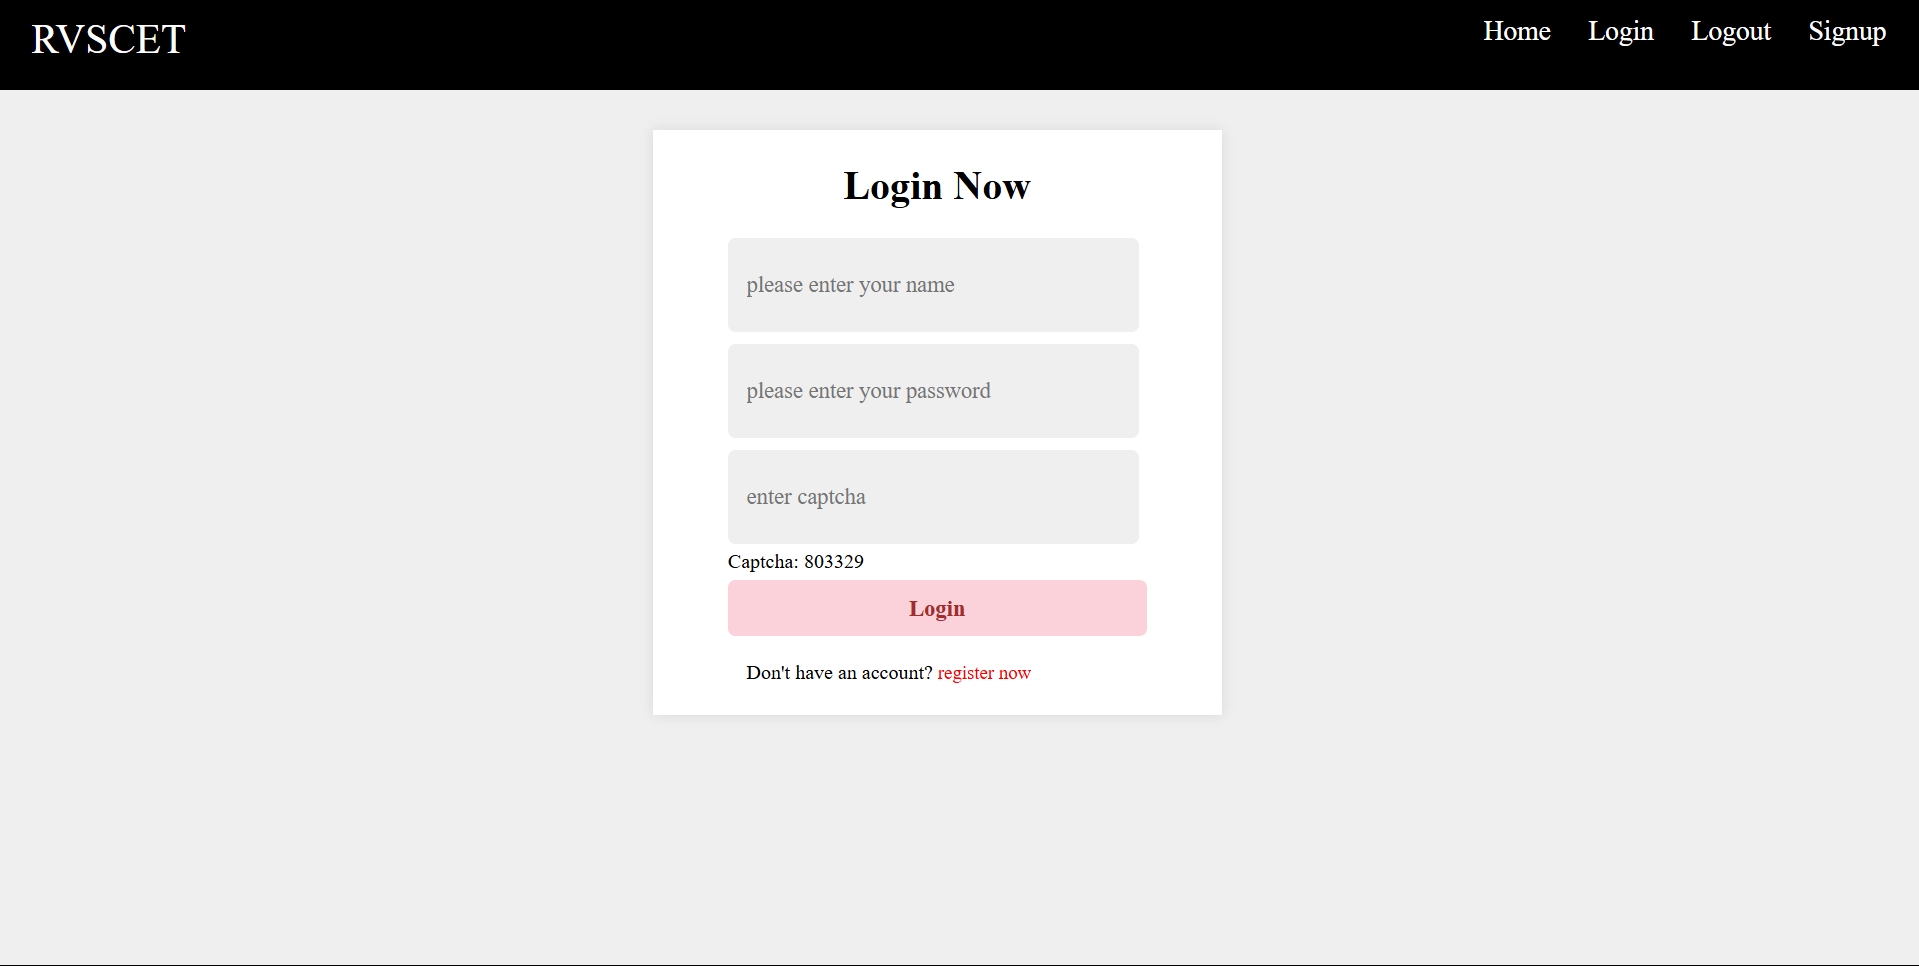 RVSCET
Home Login Logout Signup
Login Now
please enter your name
please enter your password
enter captcha
Captcha: 803329
Login
Don't have an account? register now